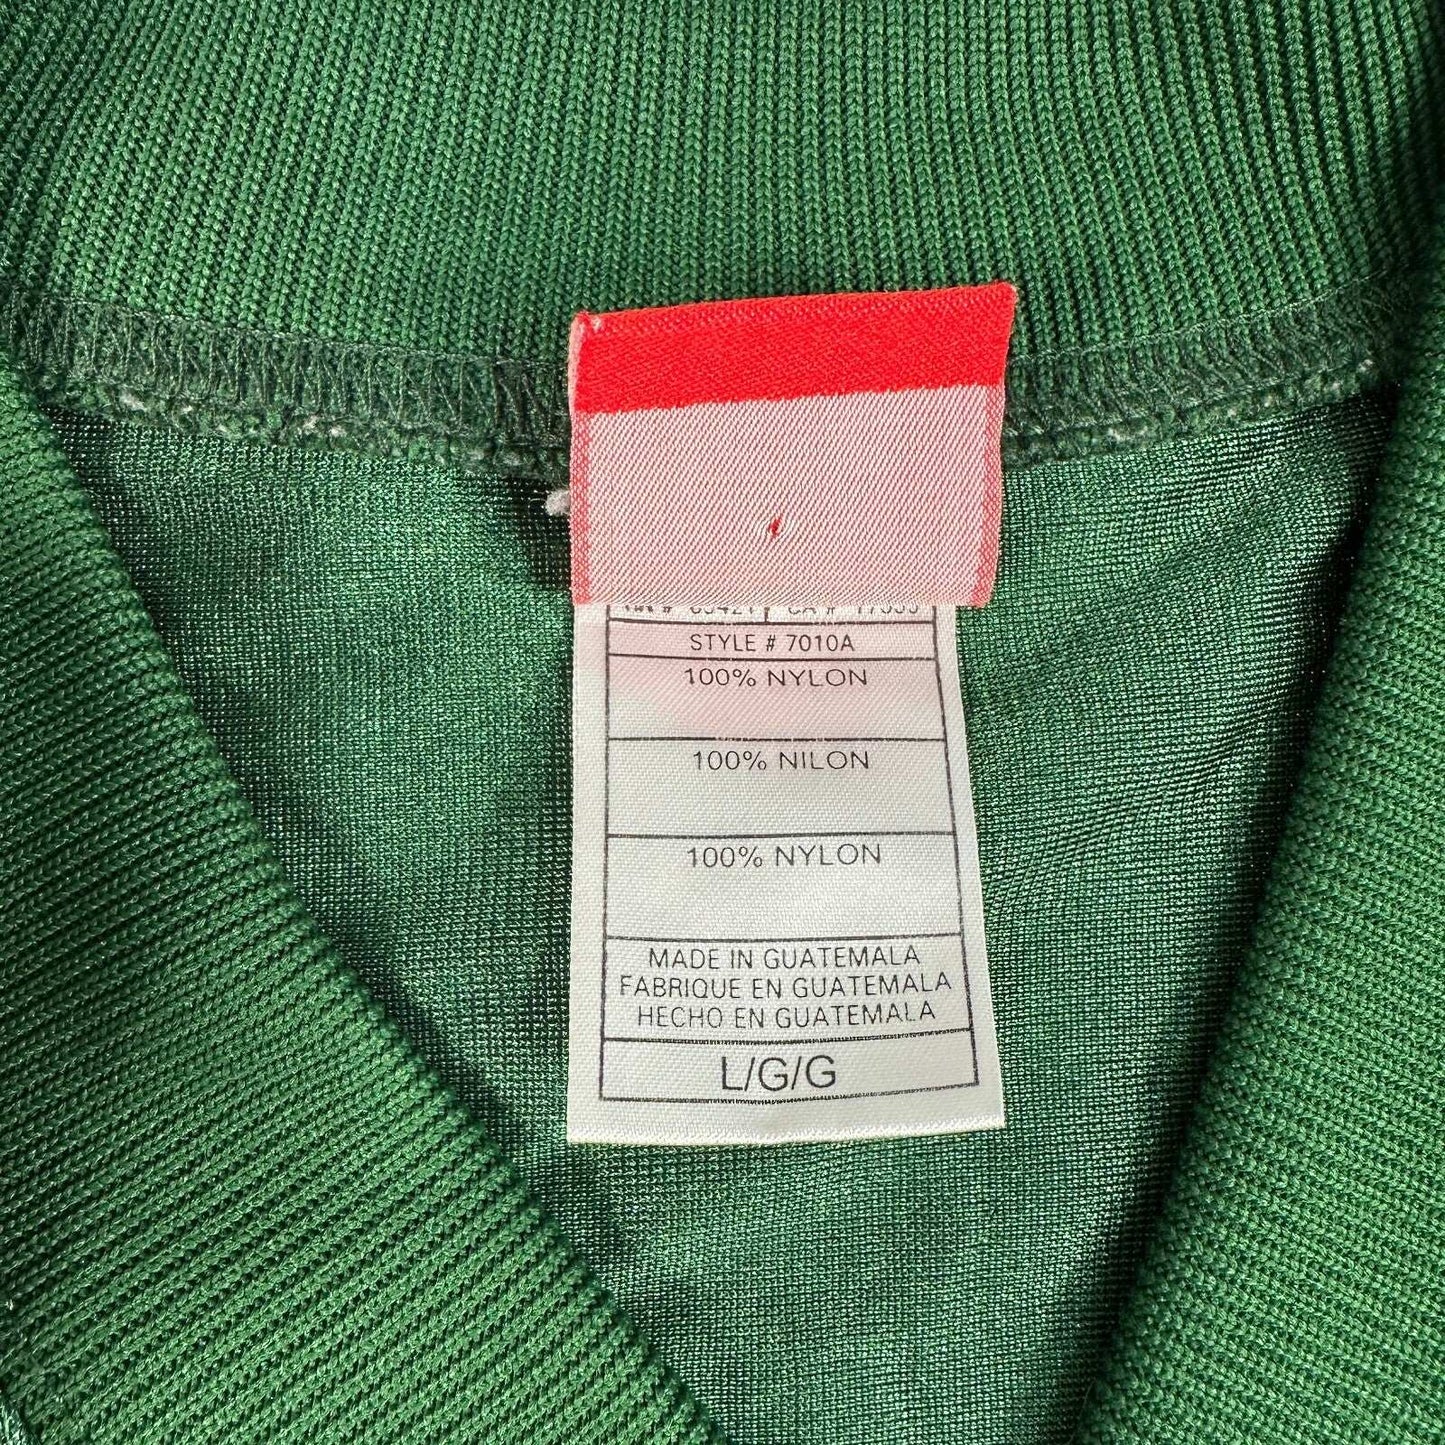 STYLE # 7010A
100% NYLON
100% NILON
100% NYLON
MADE IN GUATEMALA
FABRIQUE EN GUATEMALA
HECHO EN GUATEMALA
L/G/G